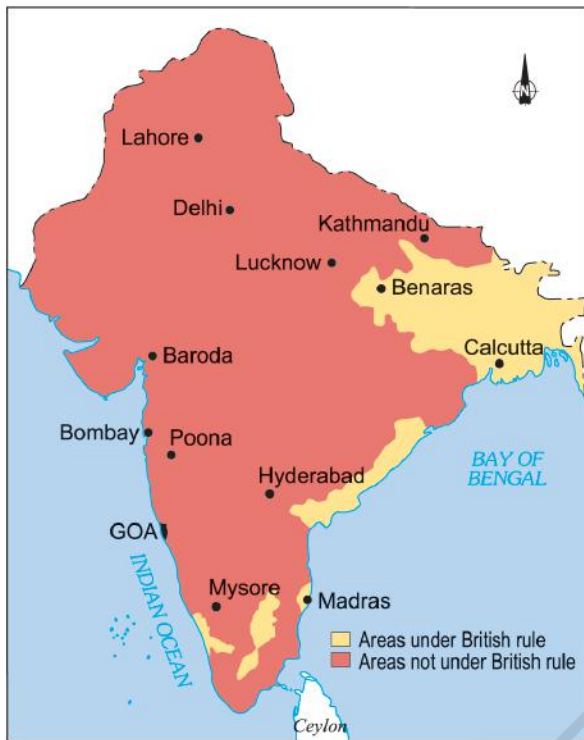 N
Lahore
Delhi
Kathmandu
Lucknow
Benaras
Calcutta
Baroda
Bombay
Poona
Hyderabad
BAY OF
BENGAL
GOA
INDIAN OCEAN
Mysore
Madras
Areas under British rule
Areas not under British rule
Ceylon